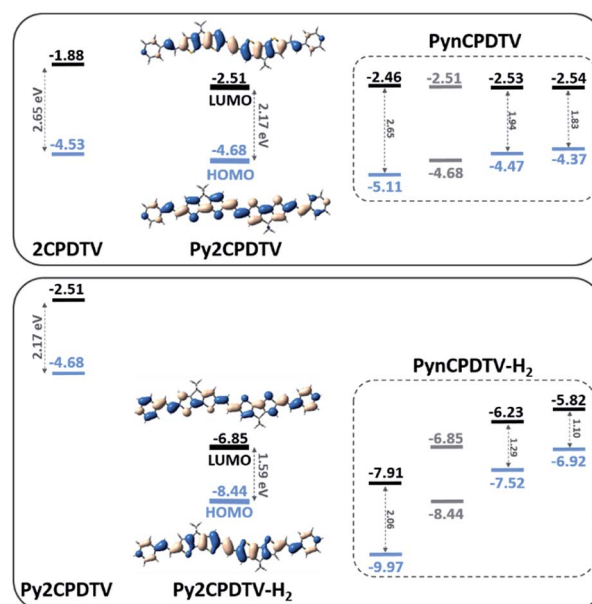 PynCPDTV
-1.88
2.65 eV
-4.53
2CPDTV
-2.51
LUMO
2.17 eV
-4.68
HOMO
Py2CPDTV
-2.46
2.65
-5.11
-2.51
-4.68
-2.53
1.94
-4.47
-2.54
1.83
-4.37
-2.51
2.17 eV
-4.68
Py2CPDTV
-6.85
LUMO
1.59 eV
-8.44
HOMO
Py2CPDTV-H₂
PynCPDTV-H₂
-7.91
2.06
-9.97
-6.85
-8.44
-6.23
1.29
-7.52
-5.82
1.10
-6.92